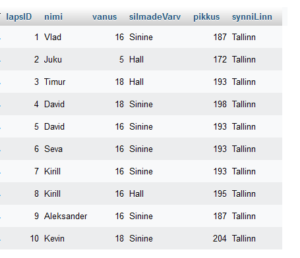 lapsID nimi vanus silmadeVarv pikkus synniLinn
1 Vlad 16 Sinine 187 Tallinn
2 Juku 5 Hall 172 Tallinn
3 Timur 18 Hall 193 Tallinn
4 David 18 Sinine 198 Tallinn
5 David 16 Sinine 193 Tallinn
6 Seva 16 Sinine 193 Tallinn
7 Kirill 16 Sinine 193 Tallinn
8 Kirill 16 Hall 195 Tallinn
9 Aleksander 16 Sinine 187 Tallinn
10 Kevin 18 Sinine 204 Tallinn